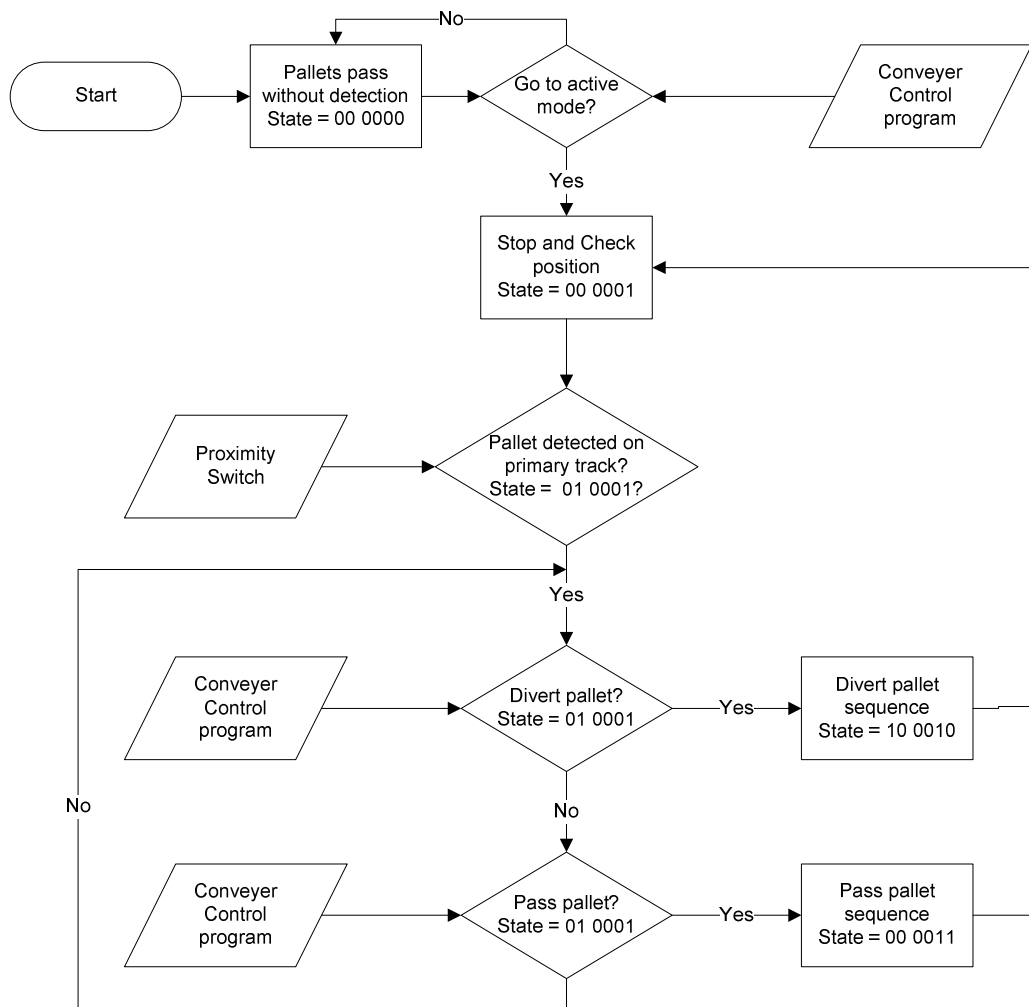 No
Start
Pallets pass
without detection
State = 00 0000
Go to active
mode?
Conveyer
Control
program
Yes
Stop and Check
position
State = 00 0001
Proximity
Switch
Pallet detected on
primary track?
State =  01 0001?
Yes
Conveyer
Control
program
Divert pallet?
State = 01 0001
Yes
Divert pallet
sequence
State = 10 0010
No
No
Conveyer
Control
program
Pass pallet?
State = 01 0001
Yes
Pass pallet
sequence
State = 00 0011